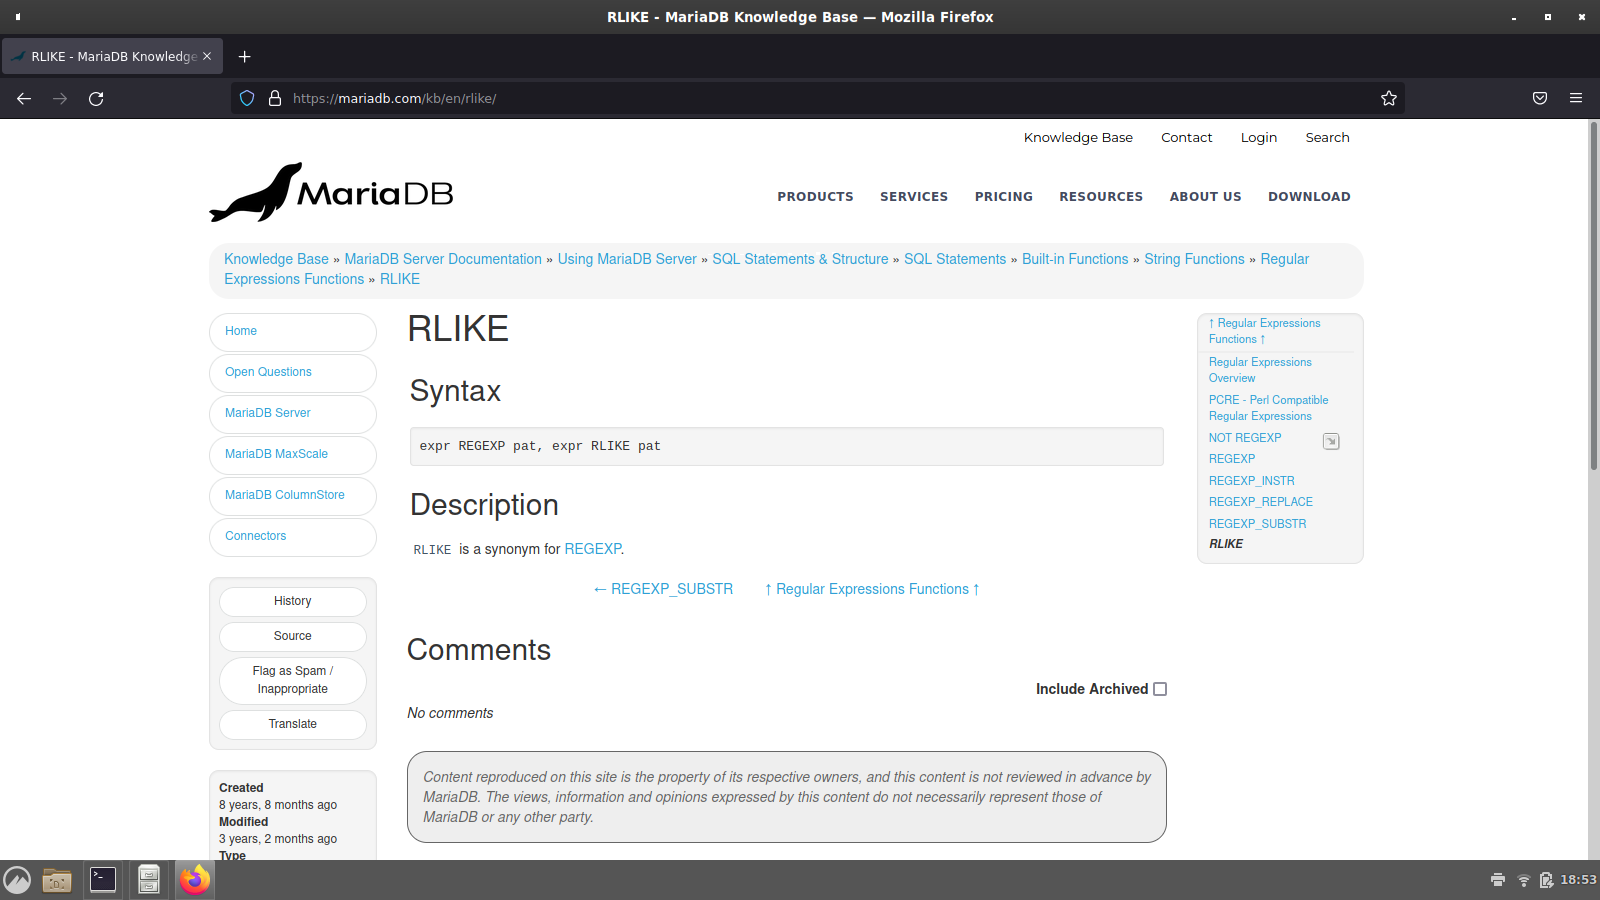 RLIKE - MariaDB Knowledge Base — Mozilla Firefox
RLIKE - MariaDB Knowledge
https://mariadb.com/kb/en/rlike/
Knowledge Base Contact Login Search
MariaDB
PRODUCTS SERVICES PRICING RESOURCES ABOUT US DOWNLOAD
Knowledge Base » MariaDB Server Documentation » Using MariaDB Server » SQL Statements & Structure » SQL Statements » Built-in Functions » String Functions » Regular
Expressions Functions » RLIKE
Home
Open Questions
MariaDB Server
MariaDB MaxScale
MariaDB ColumnStore
Connectors
History
Source
Flag as Spam /
Inappropriate
Translate
Created
8 years, 8 months ago
Modified
3 years, 2 months ago
Type
RLIKE
Syntax
expr REGEXP pat, expr RLIKE pat
Description
RLIKE is a synonym for REGEXP.
← REGEXP_SUBSTR ↑ Regular Expressions Functions ↑
Comments
Include Archived
No comments
Content reproduced on this site is the property of its respective owners, and this content is not reviewed in advance by
MariaDB. The views, information and opinions expressed by this content do not necessarily represent those of
MariaDB or any other party.
↑ Regular Expressions
Functions ↑
Regular Expressions
Overview
PCRE - Perl Compatible
Regular Expressions
NOT REGEXP
REGEXP
REGEXP_INSTR
REGEXP_REPLACE
REGEXP_SUBSTR
RLIKE
18:53